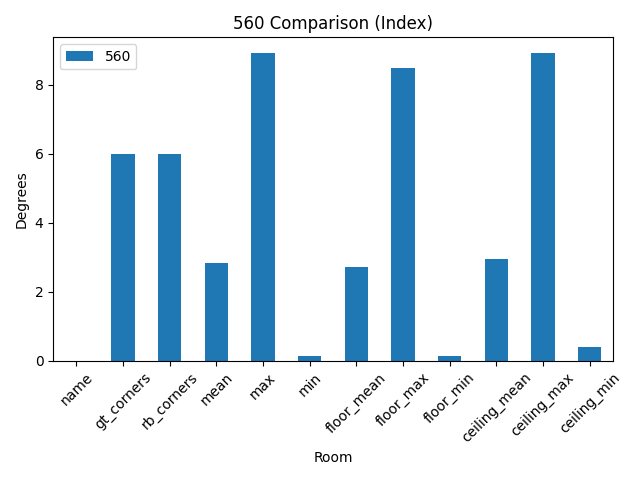 560 Comparison (Index)
560
Degrees
8
6
4
2
0
name
gt_corners
rb_corners
mean
max
min
floor_mean
floor_max
floor_min
ceiling_mean
ceiling_max
ceiling_min
Room